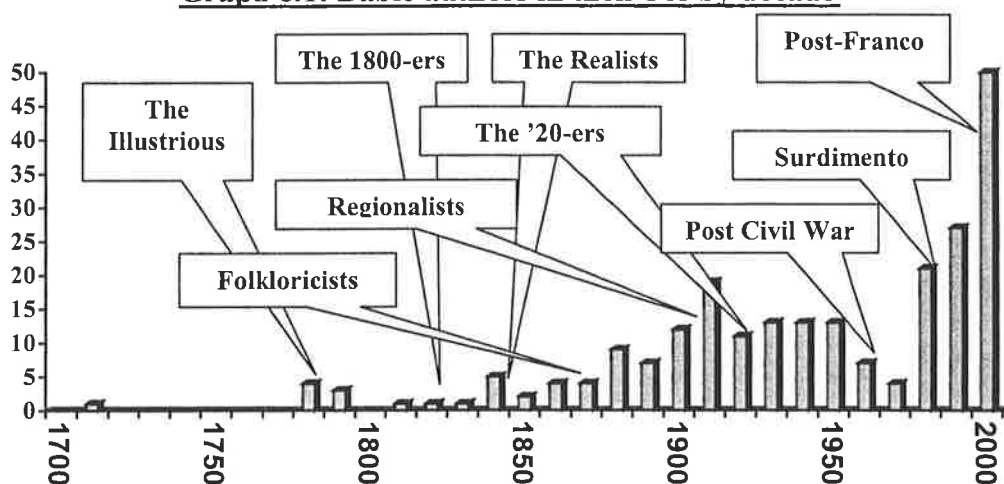 Post-Franco
The 1800-ers
The Realists
The
Illustrious
The '20-ers
Surdimento
Regionalists
Post Civil War
Folkloricists
50
45
40
35
30
25
20
15
10
5
0
1700
1750
1800
1850
1900
1950
2000